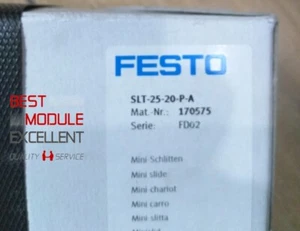 FESTO
SLT-25-20-P-A
Mat.-Nr.: 170575
Serie: FD02
Mini-Schlitten
Mini slide
Mini chariot
Mini carro
Mini slitta
BEST
MODULE
EXCELLENT
QUALITY SERVICE